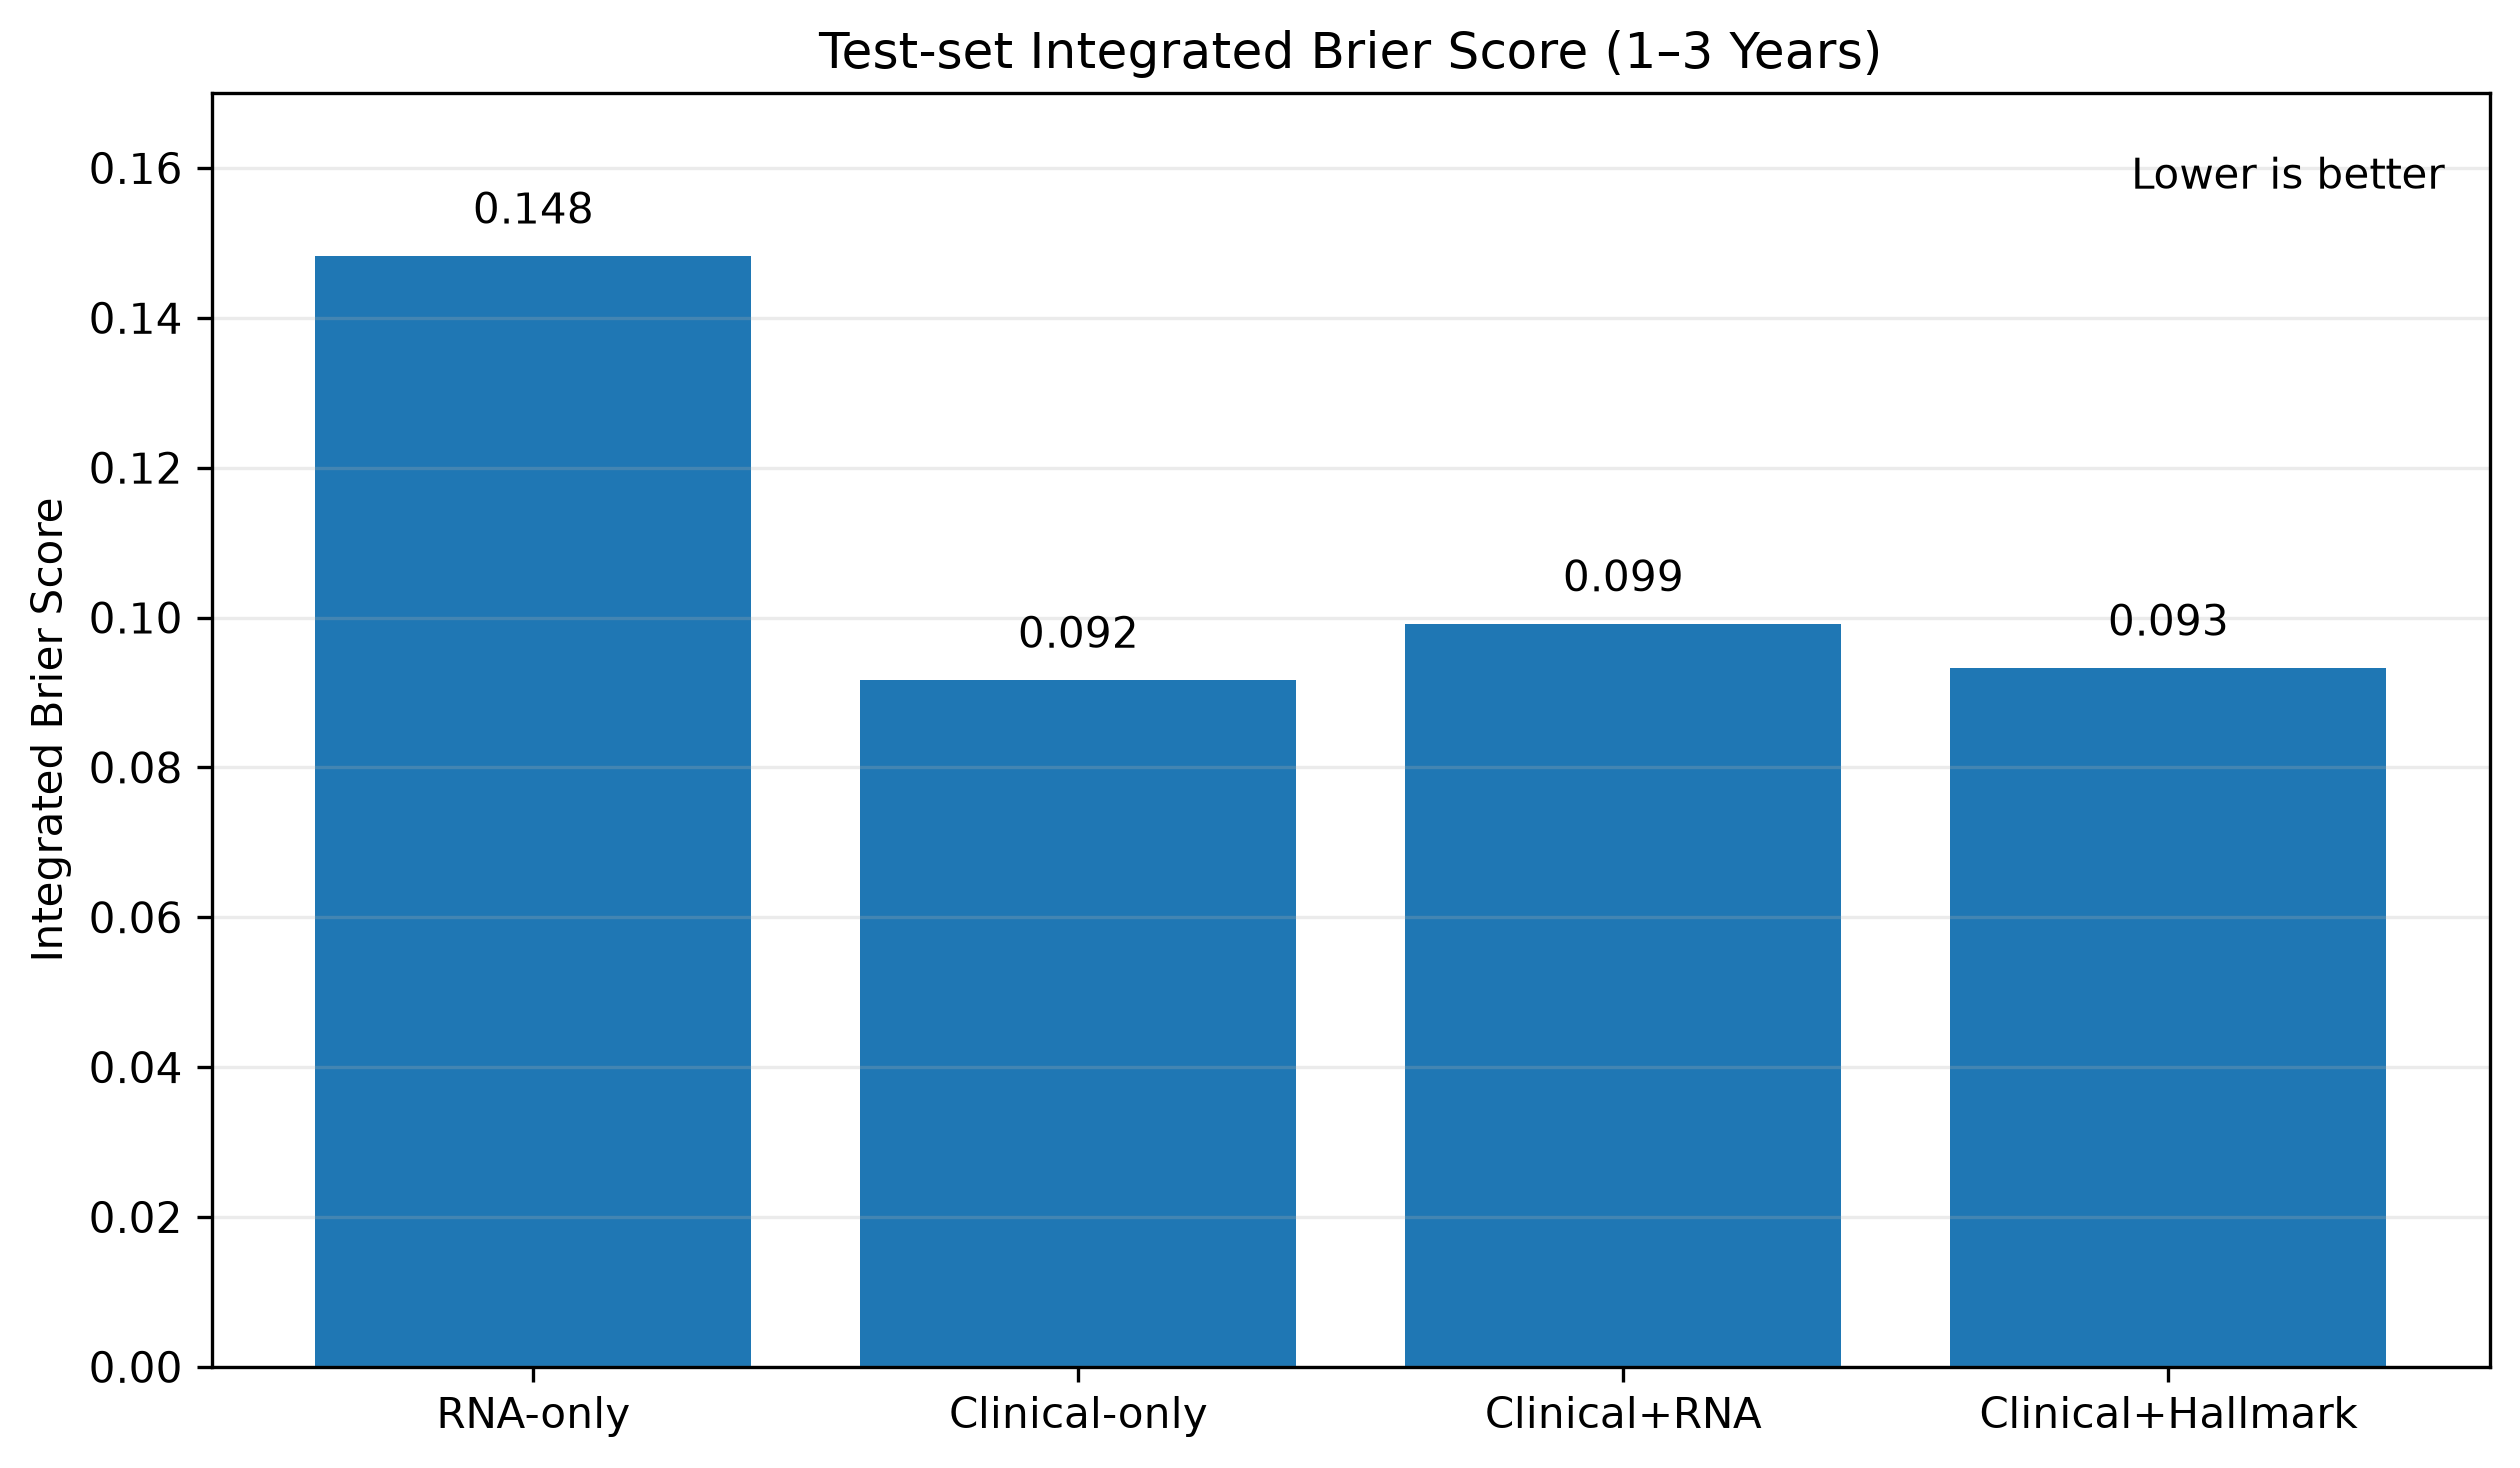 Test-set Integrated Brier Score (1–3 Years)
Integrated Brier Score
0.16
0.14
0.12
0.10
0.08
0.06
0.04
0.02
0.00
Lower is better
0.148
0.092
0.099
0.093
RNA-only
Clinical-only
Clinical+RNA
Clinical+Hallmark